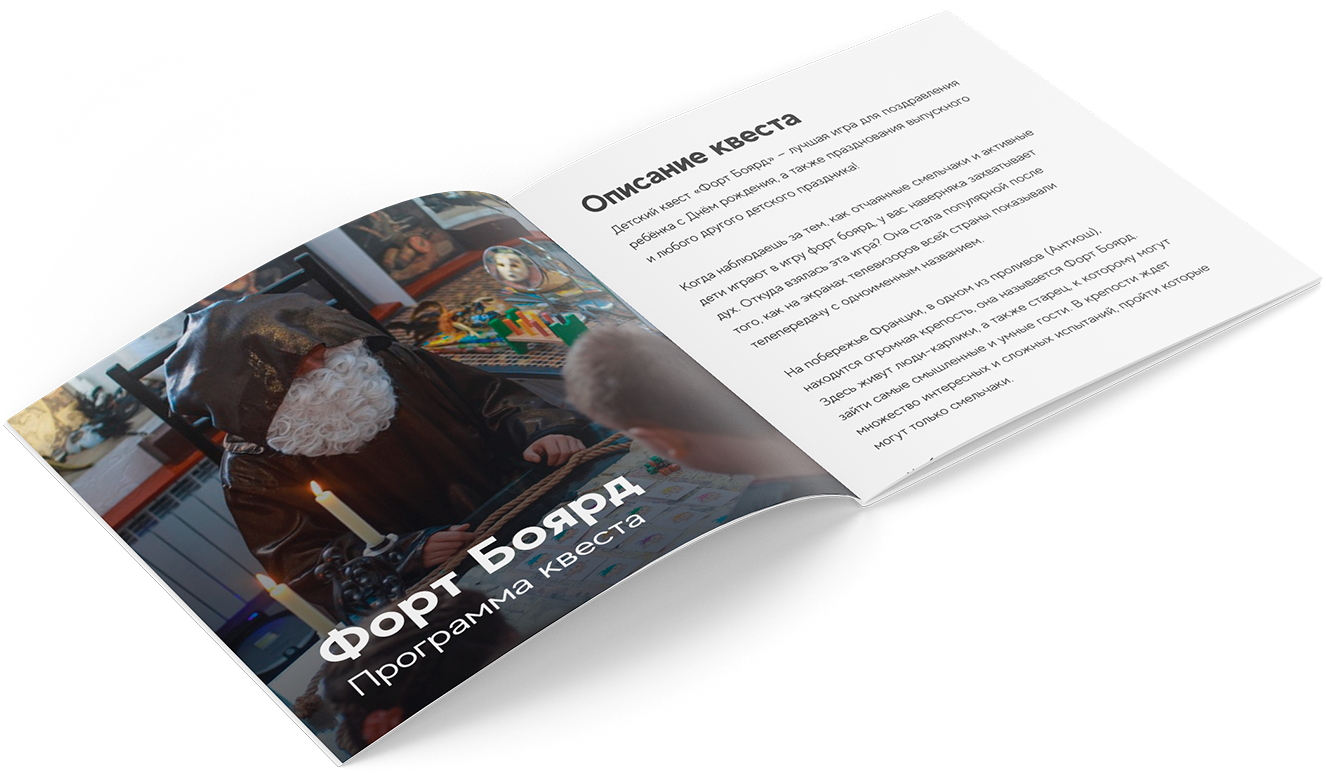 Форт Боярд
Программа квеста
Описание квеста
Детский квест «Форт Боярд» – лучшая игра для поздравления
ребёнка с Днём рождения, а также празднования выпускного
и любого другого детского праздника!
Когда наблюдаешь за тем, как отчаянные смельчаки и активные
дети играют в игру форт боярд, у вас наверняка захватывает
дух. Откуда взялась эта игра? Она стала популярной после
того, как на экранах телевизоров всей страны показывали
телепередачу с одноименным названием.
На побережье Франции, в одном из проливов (Антиош),
находится огромная крепость, она называется Форт Боярд.
Здесь живут люди-карлики, а также старец, к которому могут
зайти самые смышленные и умные гости. В крепости ждет
множество интересных и сложных испытаний, пройти которые
могут только смельчаки.